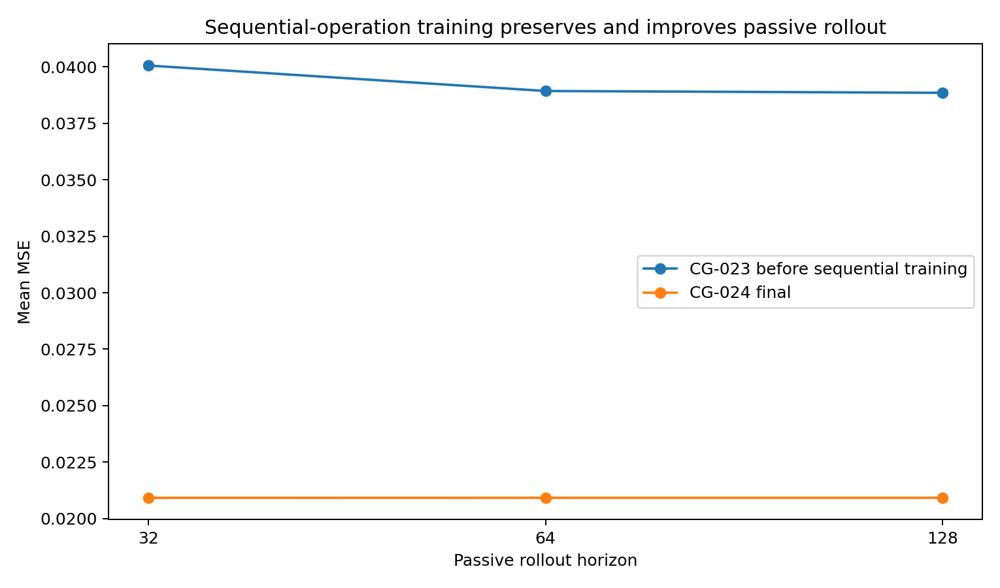 Sequential-operation training preserves and improves passive rollout
0.0400
0.0375
0.0350
0.0325
0.0300
0.0275
0.0250
0.0225
0.0200
Mean MSE
CG-023 before sequential training
CG-024 final
32 64 128
Passive rollout horizon